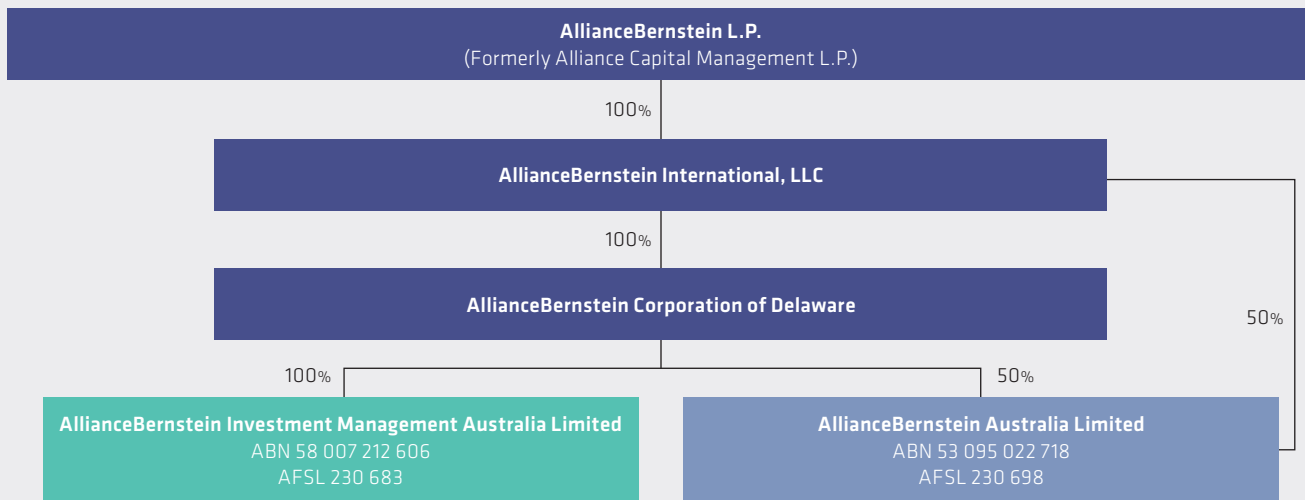 AllianceBernstein L.P.
(Formerly Alliance Capital Management L.P.)
100%
AllianceBernstein International, LLC
100%
AllianceBernstein Corporation of Delaware
50%
100%
50%
AllianceBernstein Investment Management Australia Limited
ABN 58 007 212 606
AFSL 230 683
AllianceBernstein Australia Limited
ABN 53 095 022 718
AFSL 230 698